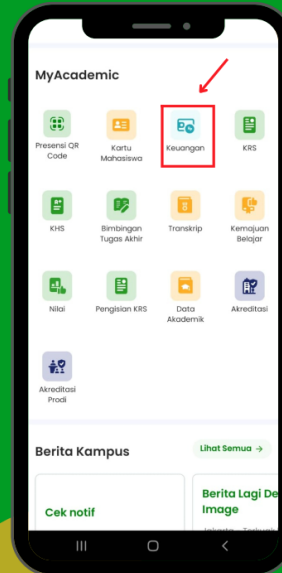 MyAcademic
Presensi QR
Code
Kartu
Mahasiswa
Keuangan
KRS
KHS
Bimbingan
Tugas Akhir
Transkrip
Kemajuan
Belajar
Nilai
Pengisian KRS
Data
Akademik
Akreditasi
Akreditasi
Prodi
Berita Kampus
Lihat Semua →
Cek notif
Berita Lagi De
Image